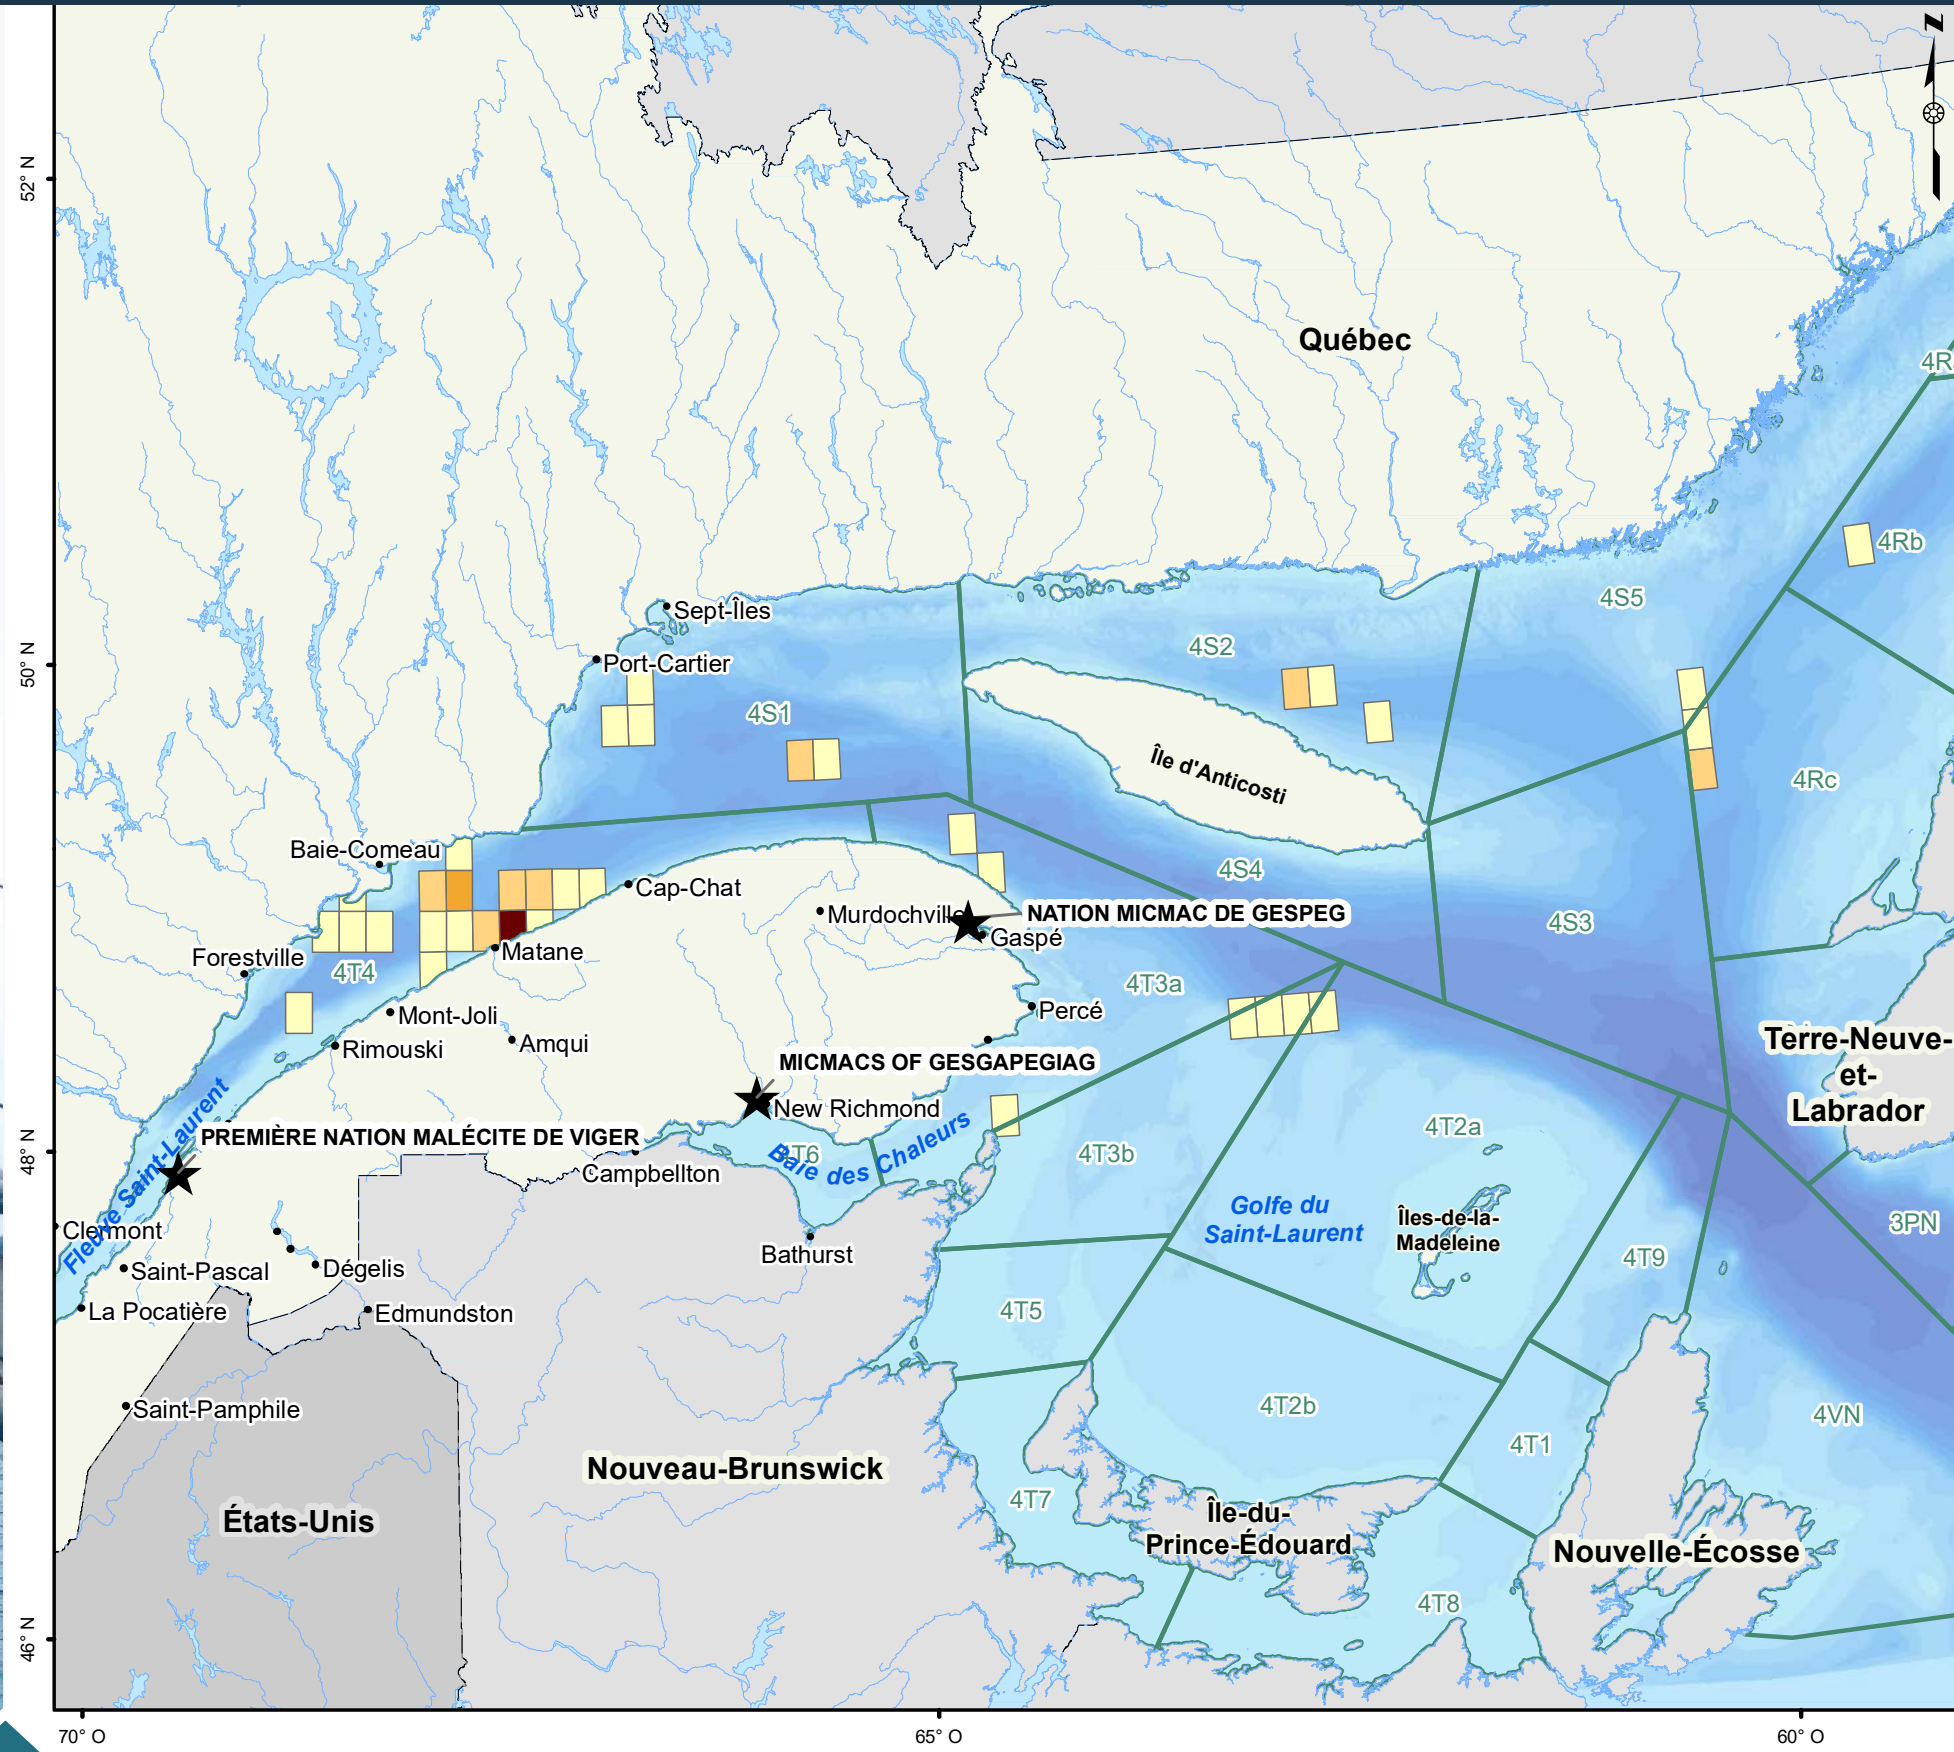 N
52° N
50° N
48° N
46° N
70° O
65° O
60° O
Québec
4R
4Rb
4S5
Sept-Îles
4S2
Port-Cartier
4S1
Île d'Anticosti
4Rc
Baie-Comeau
4S4
Cap-Chat
Murdochville
NATION MICMAC DE GESPEG
4S3
Gaspé
Matane
Forestville
4T4
4T3a
Percé
Mont-Joli
Amqui
Rimouski
Terre-Neuve-
et-
Labrador
MICMACS OF GESGAPEGIAG
New Richmond
Fleuve Saint-Laurent
PREMIÈRE NATION MALÉCITE DE VIGER
4T6
Baie des Chaleurs
4T3b
4T2a
Campbellton
Golfe du
Saint-Laurent
Îles-de-la-
Madeleine
3PN
Clermont
Bathurst
4T9
Saint-Pascal
Dégelis
La Pocatière
Edmundston
4T5
Saint-Pamphile
4T2b
4VN
4T1
Nouveau-Brunswick
4T7
Île-du-
Prince-Édouard
États-Unis
Nouvelle-Écosse
4T8